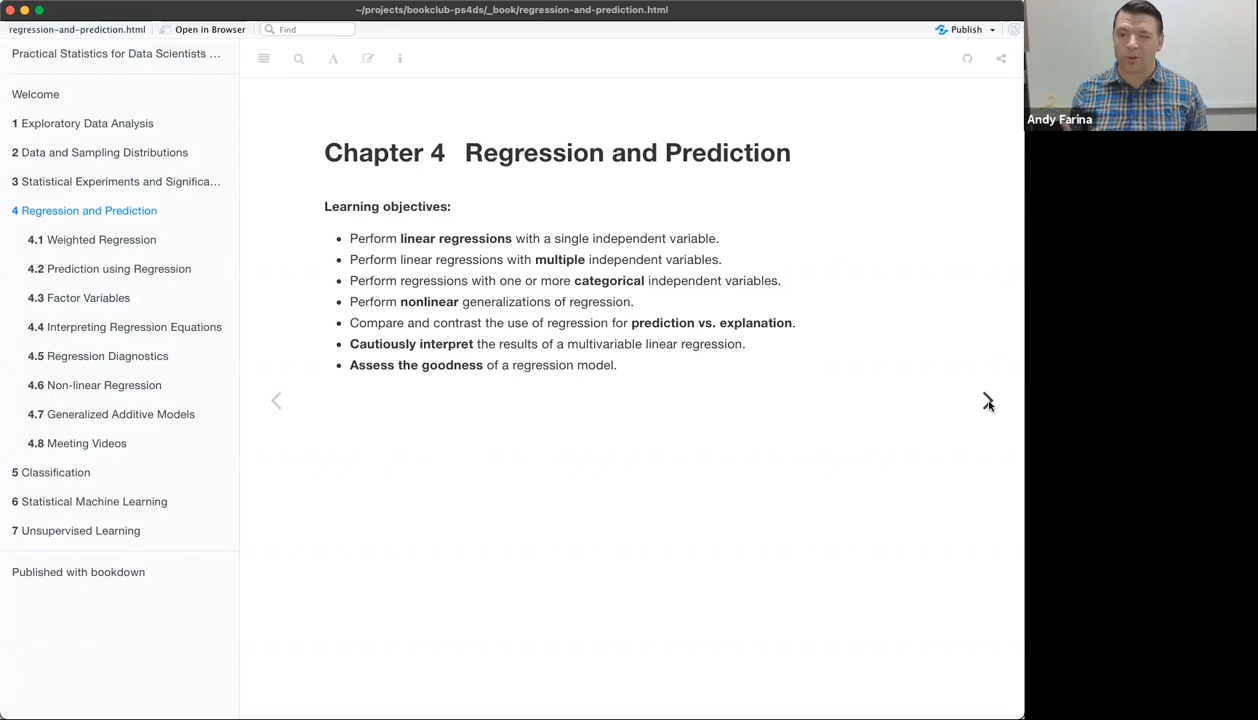 ~/projects/bookclub-ps4ds/_book/regression-and-prediction.html
regression-and-prediction.html
Open in Browser
Find
Publish
Practical Statistics for Data Scientists ...
Welcome
1 Exploratory Data Analysis
2 Data and Sampling Distributions
3 Statistical Experiments and Significa...
4 Regression and Prediction
4.1 Weighted Regression
4.2 Prediction using Regression
4.3 Factor Variables
4.4 Interpreting Regression Equations
4.5 Regression Diagnostics
4.6 Non-linear Regression
4.7 Generalized Additive Models
4.8 Meeting Videos
5 Classification
6 Statistical Machine Learning
7 Unsupervised Learning
Published with bookdown
A
i
Chapter 4 Regression and Prediction
Learning objectives:
• Perform linear regressions with a single independent variable.
• Perform linear regressions with multiple independent variables.
• Perform regressions with one or more categorical independent variables.
• Perform nonlinear generalizations of regression.
• Compare and contrast the use of regression for prediction vs. explanation.
• Cautiously interpret the results of a multivariable linear regression.
• Assess the goodness of a regression model.
Andy Farina